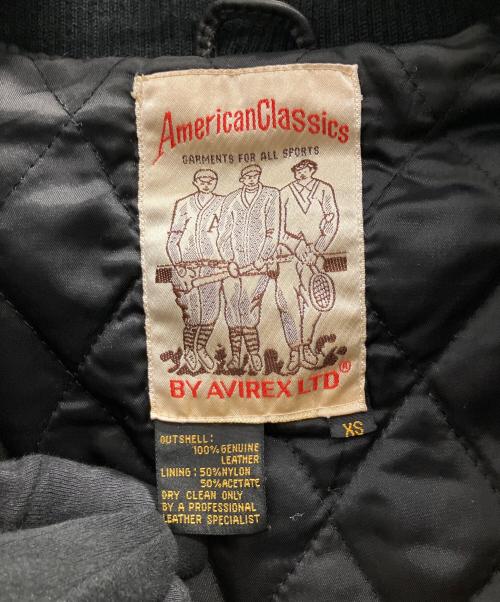 AmericanClassics
GARMENTS FOR ALL SPORTS
BY AVIREX LTD®
XS
OUTSHELL:
100%GENUINE
LEATHER
LINING: 50%NYLON
50%ACETATE
DRY CLEAN ONLY
BY A PROFESSIONAL
LEATHER SPECIALIST